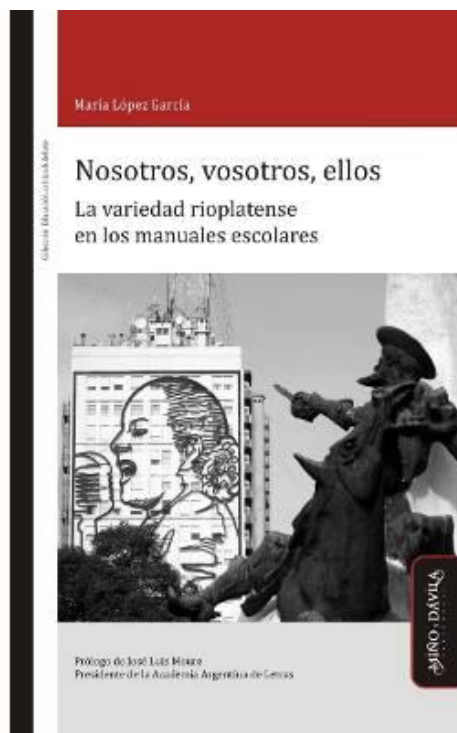 María López García
Nosotros, vosotros, ellos
La variedad rioplatense
en los manuales escolares
Prólogo de José Luis Moure
Presidente de la Academia Argentina de Letras
MIÑO y DÁVILA